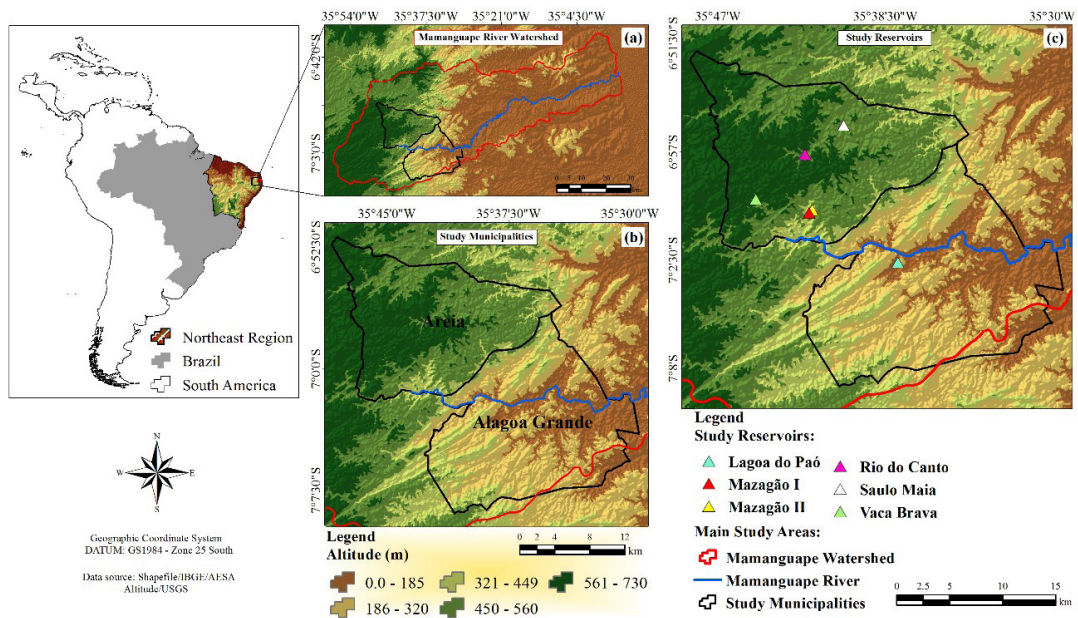 Northeast Region
Brazil
South America
N
W
E
S
Geographic Coordinate System
DATUM: GS1984 - Zone 25 South
Data source: Shapefile/IBGE/AESA
Altitude/USGS
35°54'0"W 35°37'30"W 35°21'0"W 35°4'30"W
Mamanguape River Watershed
(a)
6°42'0"S
7°3'0"S
0 5 10 20 30
km
35°45'0"W 35°37'30"W 35°30'0"W
Study Municipalities
(b)
6°52'30"S
7°0'0"S
7°7'30"S
Areia
Alagoa Grande
Legend
Altitude (m)
0 2 4 8 12
km
0.0 - 185
321 - 449
561 - 730
186 - 320
450 - 560
35°47'W 35°38'30"W 35°30'W
Study Reservoirs
(c)
6°51'30"S
6°57'S
7°2'30"S
7°8'S
Legend
Study Reservoirs:
Lagoa do Paó
Rio do Canto
Mazagão I
Saulo Maia
Mazagão II
Vaca Brava
Main Study Areas:
Mamanguape Watershed
Mamanguape River
Study Municipalities
0 2.5 5 10 15
km